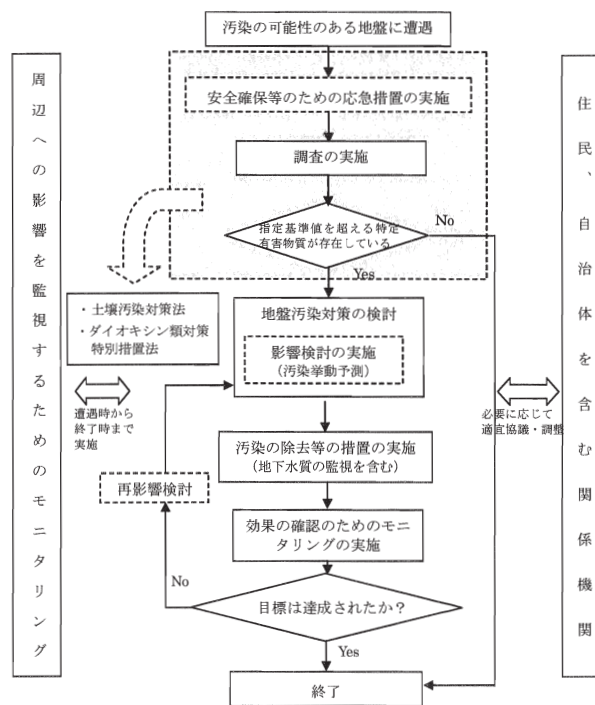 汚染の可能性のある地盤に遭遇
安全確保等のための応急措置の実施
調査の実施
指定基準値を超える特定
有害物質が存在している
No
Yes
・土壌汚染対策法
・ダイオキシン類対策
特別措置法
地盤汚染対策の検討
影響検討の実施
(汚染挙動予測)
遭遇時から
終了時まで
実施
必要に応じて
適宜協議・調整
汚染の除去等の措置の実施
(地下水質の監視を含む)
再影響検討
効果の確認のためのモニ
タリングの実施
No
目標は達成されたか？
Yes
終了
周辺への影響を監視するためのモニタリング
住民、自治体を含む関係機関